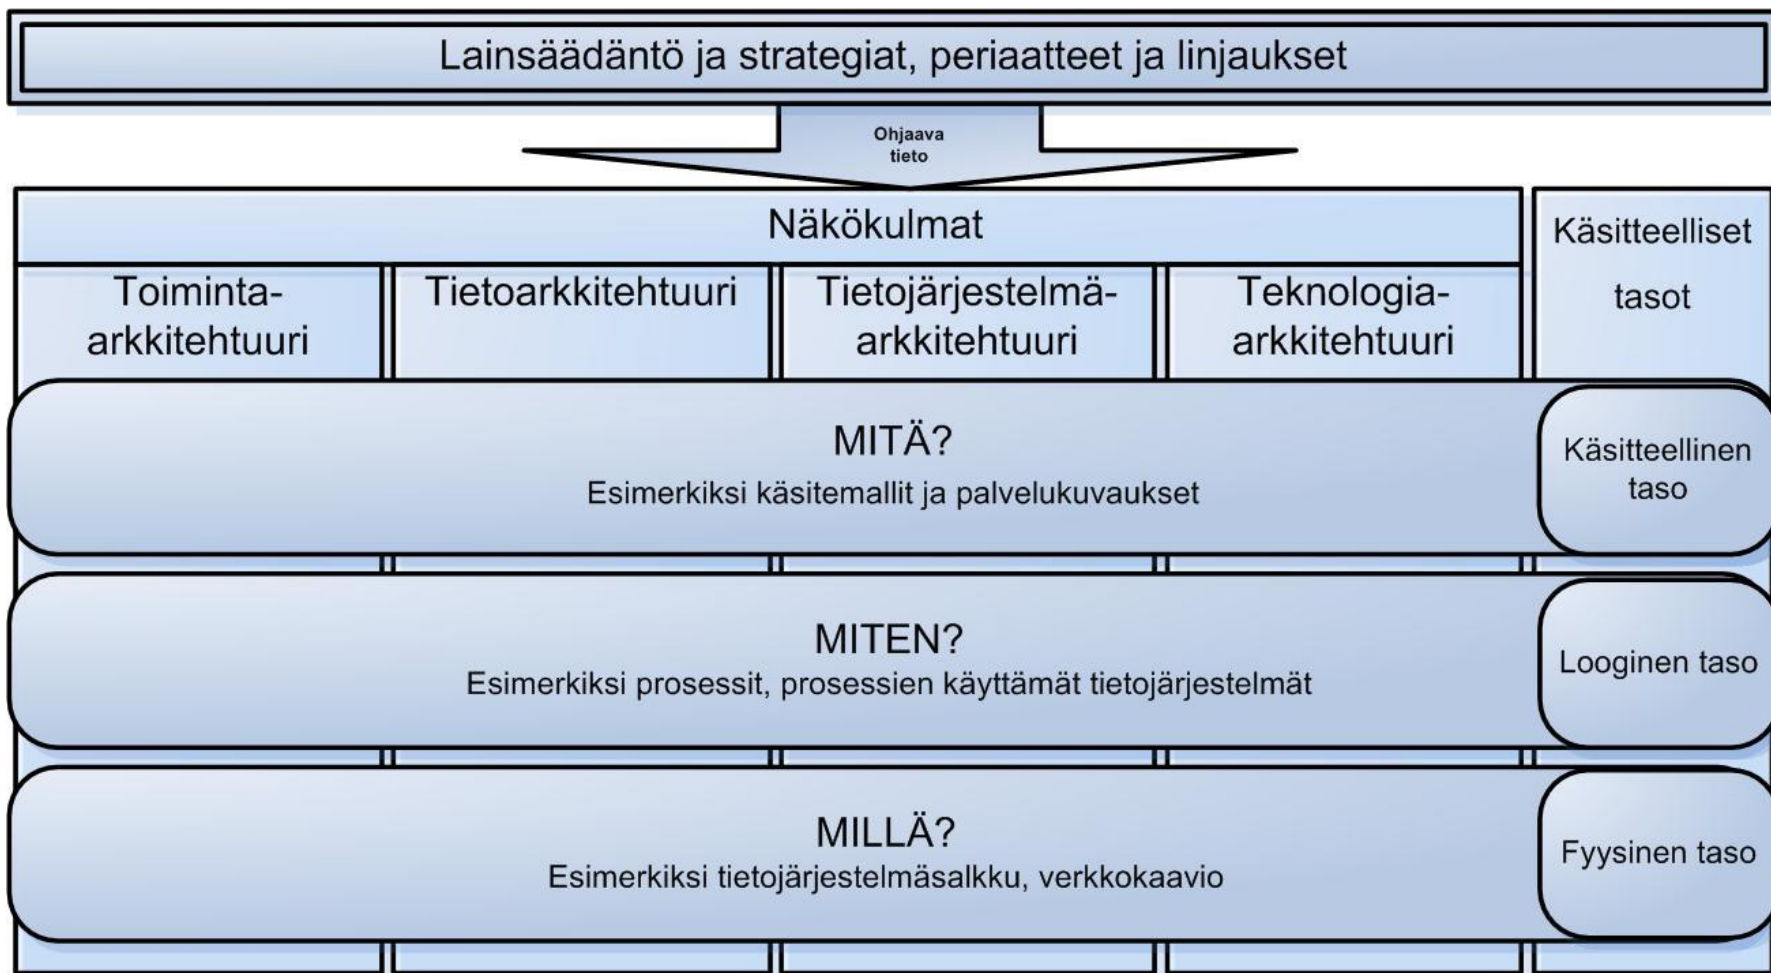 Lainsäädäntö ja strategiat, periaatteet ja linjaukset
Ohjaava
tieto
Näkökulmat
Käsitteelliset
tasot
Toiminta-
arkkitehtuuri
Tietoarkkitehtuuri
Tietojärjestelmä-
arkkitehtuuri
Teknologia-
arkkitehtuuri
MITÄ?
Esimerkiksi käsitemallit ja palvelukuvaukset
Käsitteellinen
taso
MITEN?
Esimerkiksi prosessit, prosessien käyttämät tietojärjestelmät
Looginen taso
MILLÄ?
Esimerkiksi tietojärjestelmäsalkku, verkkokaavio
Fyysinen taso